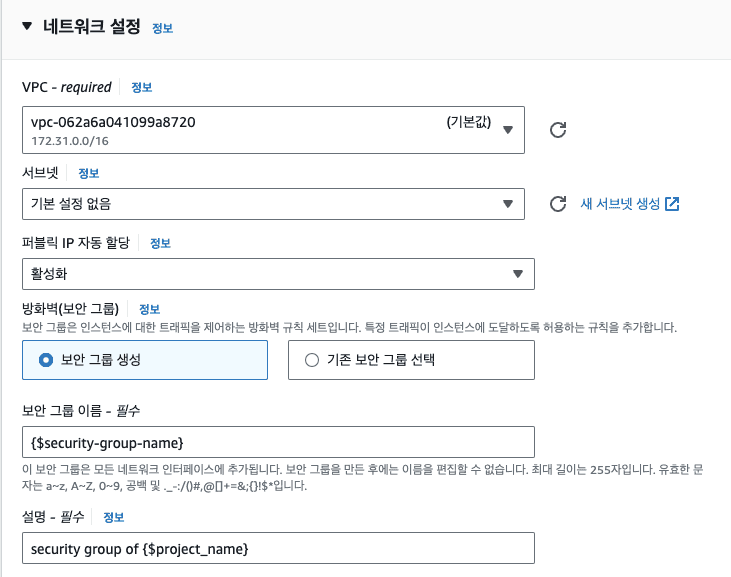 네트워크 설정 정보
VPC - required 정보
vpc-062a6a041099a8720 (기본값)
172.31.0.0/16
서브넷 정보
기본 설정 없음
새 서브넷 생성
퍼블릭 IP 자동 할당 정보
활성화
방화벽(보안 그룹) 정보
보안 그룹은 인스턴스에 대한 트래픽을 제어하는 방화벽 규칙 세트입니다. 특정 트래픽이 인스턴스에 도달하도록 허용하는 규칙을 추가합니다.
보안 그룹 생성
기존 보안 그룹 선택
보안 그룹 이름 - 필수
{$security-group-name}
이 보안 그룹은 모든 네트워크 인터페이스에 추가됩니다. 보안 그룹을 만든 후에는 이름을 편집할 수 없습니다. 최대 길이는 255자입니다. 유효한 문
자는 a~z, A~Z, 0~9, 공백 및 ._-:/()#,@[]+=&;{}!$*입니다.
설명 - 필수 정보
security group of {$project_name}